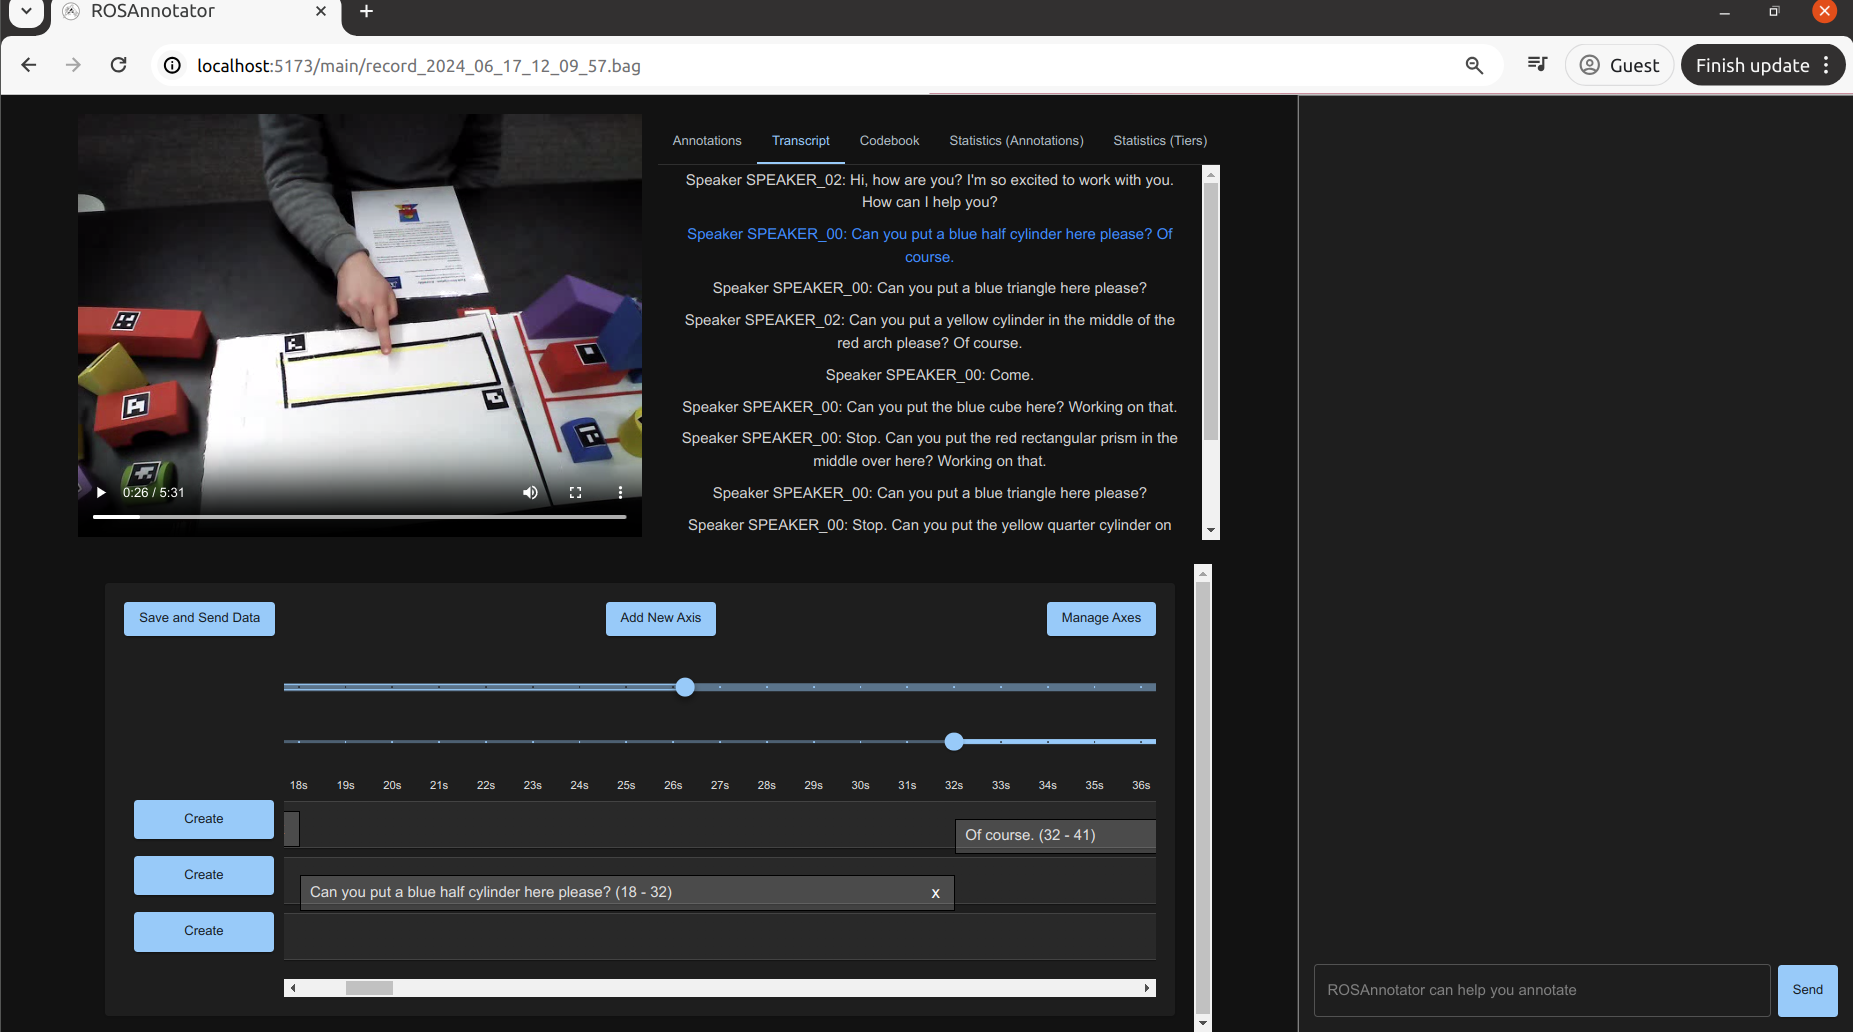 ROSAnnotator
localhost:5173/main/record_2024_06_17_12_09_57.bag
Guest
Finish update
0:26 / 5:31
Annotations
Transcript
Codebook
Statistics (Annotations)
Statistics (Tiers)
Speaker SPEAKER_02: Hi, how are you? I'm so excited to work with you.
How can I help you?
Speaker SPEAKER_00: Can you put a blue half cylinder here please? Of
course.
Speaker SPEAKER_00: Can you put a blue triangle here please?
Speaker SPEAKER_02: Can you put a yellow cylinder in the middle of the
red arch please? Of course.
Speaker SPEAKER_00: Come.
Speaker SPEAKER_00: Can you put the blue cube here? Working on that.
Speaker SPEAKER_00: Stop. Can you put the red rectangular prism in the
middle over here? Working on that.
Speaker SPEAKER_00: Can you put a blue triangle here please?
Speaker SPEAKER_00: Stop. Can you put the yellow quarter cylinder on
Save and Send Data
Add New Axis
Manage Axes
18s 19s 20s 21s 22s 23s 24s 25s 26s 27s 28s 29s 30s 31s 32s 33s 34s 35s 36s
Create
Of course. (32 - 41)
Create
Can you put a blue half cylinder here please? (18 - 32) x
Create
ROSAnnotator can help you annotate
Send